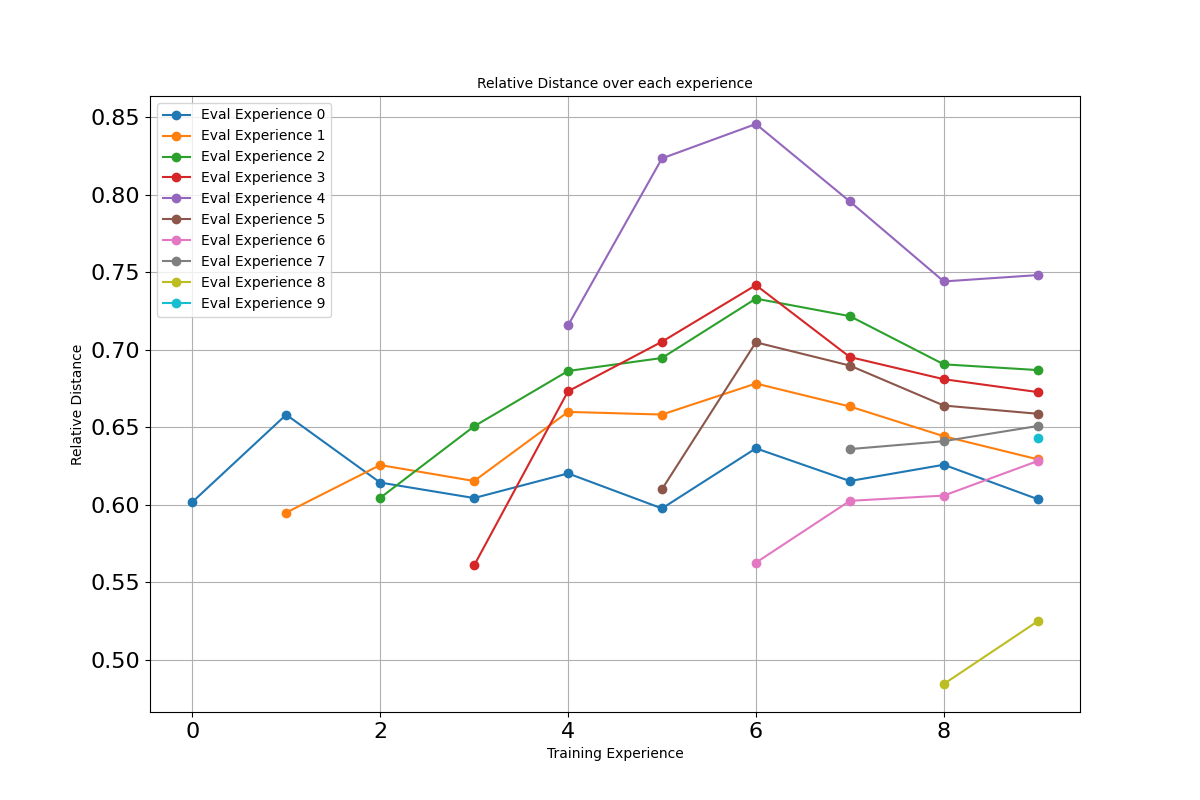 Relative Distance over each experience
0.85
0.80
0.75
0.70
0.65
0.60
0.55
0.50
Relative Distance
Eval Experience 0
Eval Experience 1
Eval Experience 2
Eval Experience 3
Eval Experience 4
Eval Experience 5
Eval Experience 6
Eval Experience 7
Eval Experience 8
Eval Experience 9
0 2 4 6 8
Training Experience